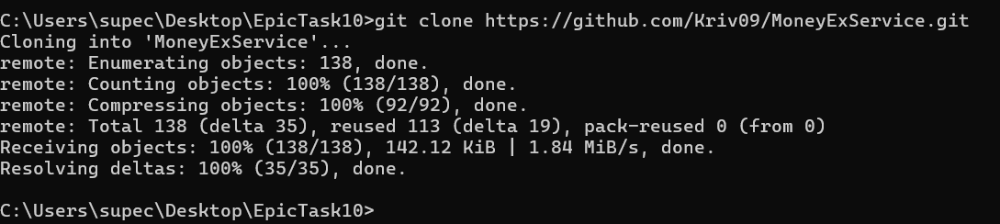 C:\Users\supec\Desktop\EpicTask10>git clone https://github.com/Kriv09/MoneyExService.git
Cloning into 'MoneyExService'...
remote: Enumerating objects: 138, done.
remote: Counting objects: 100% (138/138), done.
remote: Compressing objects: 100% (92/92), done.
remote: Total 138 (delta 35), reused 113 (delta 19), pack-reused 0 (from 0)
Receiving objects: 100% (138/138), 142.12 KiB | 1.84 MiB/s, done.
Resolving deltas: 100% (35/35), done.
C:\Users\supec\Desktop\EpicTask10>